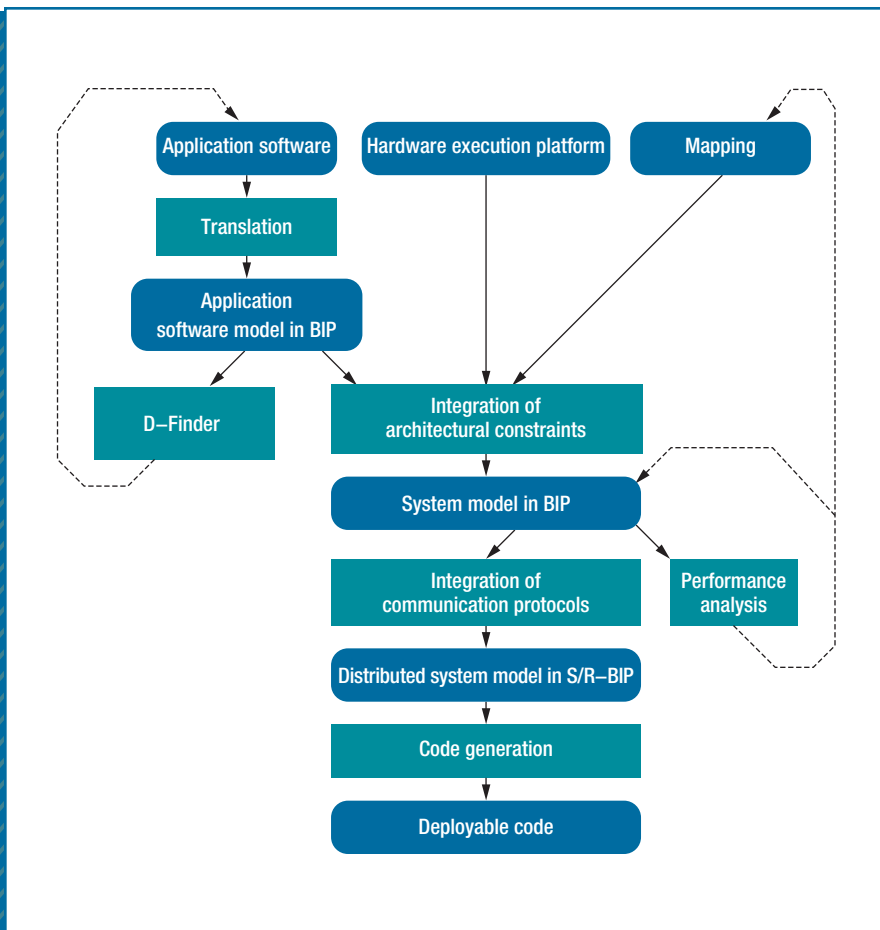 Application software
Hardware execution platform
Mapping
Translation
Application
software model in BIP
D–Finder
Integration of
architectural constraints
System model in BIP
Integration of
communication protocols
Performance
analysis
Distributed system model in S/R–BIP
Code generation
Deployable code